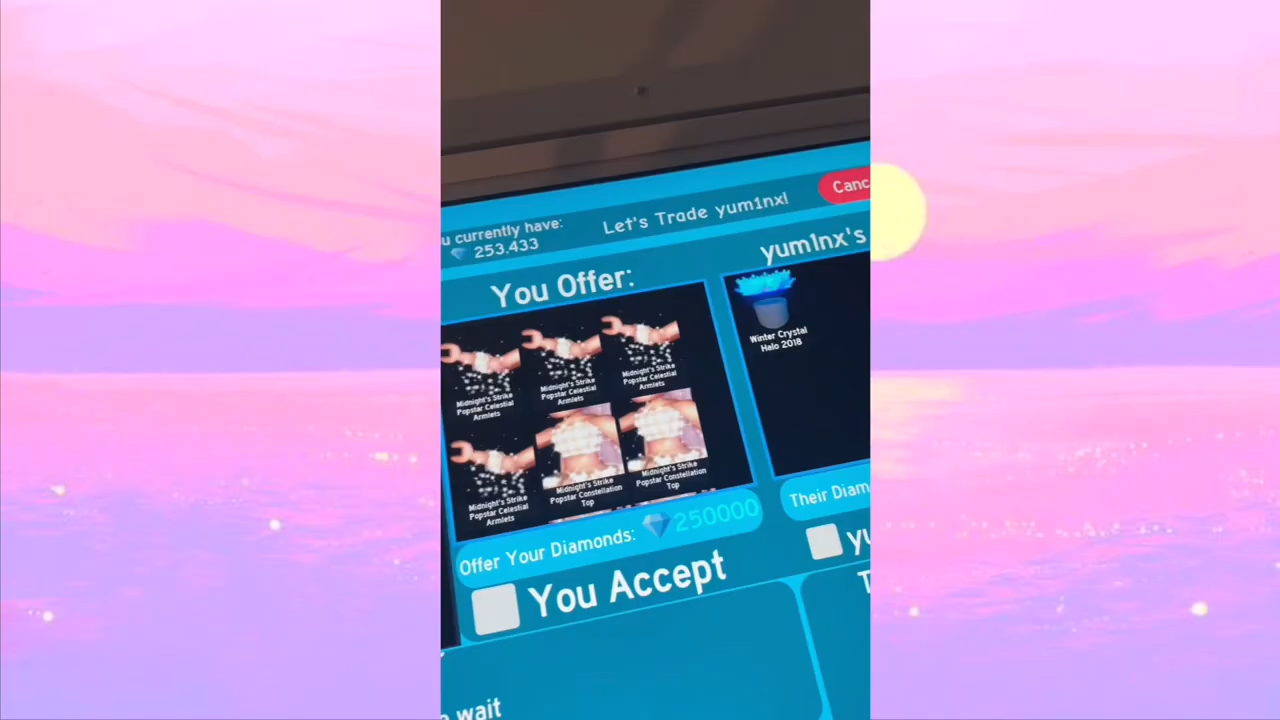 u currently have:
253.433
Let's Trade yum1nx!
Canc
You Offer:
yum1nx's
Midnight's Strike
Popstar Celestial
Armlets
Midnight's Strike
Popstar Celestial
Armlets
Midnight's Strike
Popstar Celestial
Armlets
Winter Crystal
Halo 2018
Midnight's Strike
Popstar Celestial
Armlets
Midnight's Strike
Popstar Constellation
Top
Midnight's Strike
Popstar Constellation
Top
Offer Your Diamonds: 250000
Their Diam
You Accept
yu
T
wait